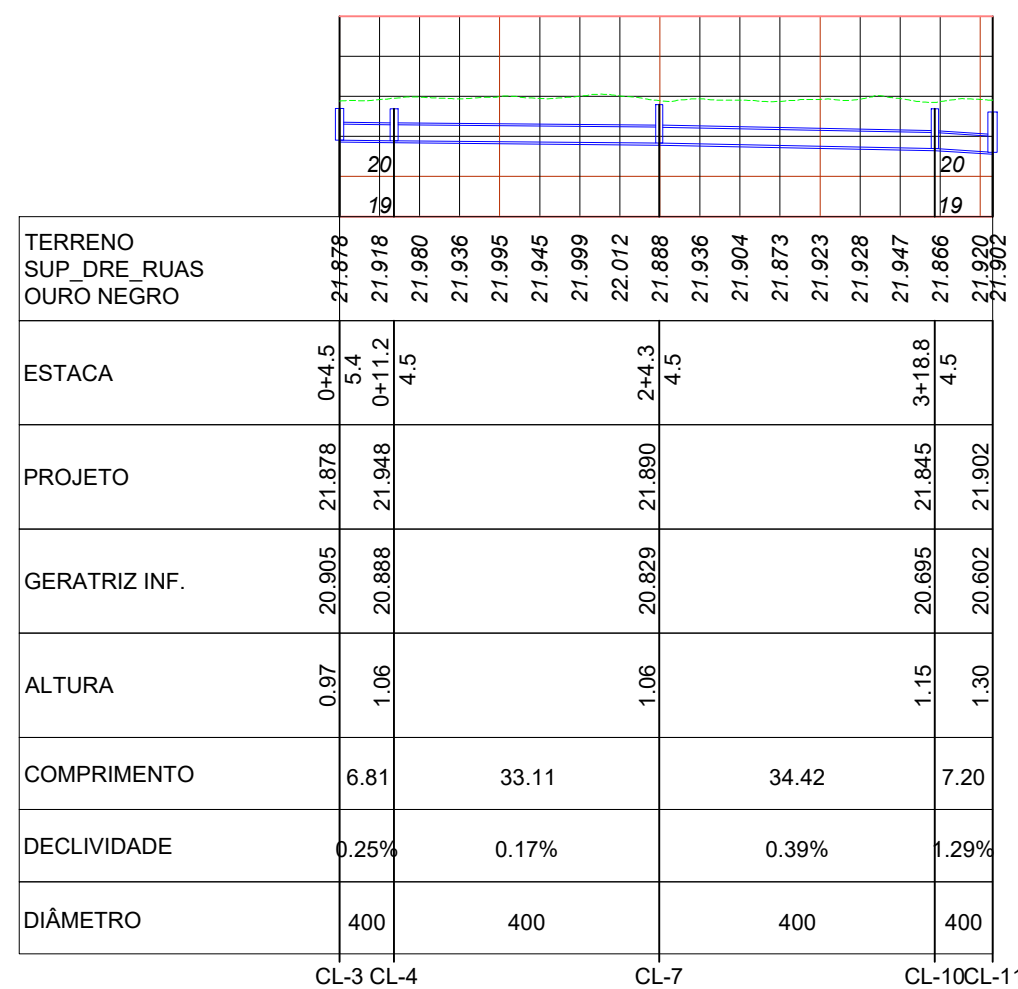 20 20
19 19
TERRENO
SUP_DRE_RUAS
OURO NEGRO
21.878 21.918 21.980 21.936 21.995 21.945 21.999 22.012 21.888 21.936 21.904 21.873 21.923 21.928 21.947 21.866 21.920 21.902
ESTACA 0+4.5 5.4 0+11.2 4.5 2+4.3 4.5 3+18.8 4.5
PROJETO 21.878 21.948 21.890 21.845 21.902
GERATRIZ INF. 20.905 20.888 20.829 20.695 20.602
ALTURA 0.97 1.06 1.06 1.15 1.30
COMPRIMENTO 6.81 33.11 34.42 7.20
DECLIVIDADE 0.25% 0.17% 0.39% 1.29%
DIÂMETRO 400 400 400 400
CL-3 CL-4 CL-7 CL-10 CL-11